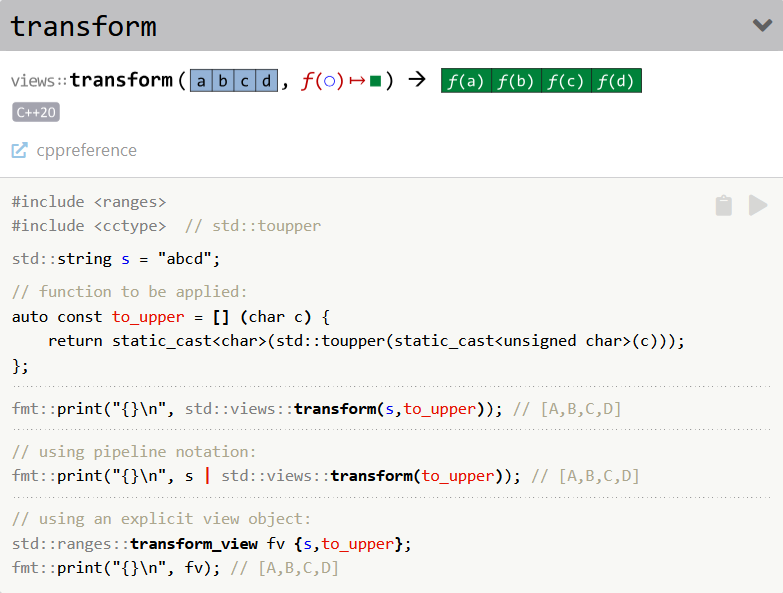 transform
views::transform( a b c d , f(○)↦■) → f(a) f(b) f(c) f(d)
C++20
cppreference
#include <ranges>
#include <cctype>  // std::toupper
std::string s = "abcd";
// function to be applied:
auto const to_upper = [] (char c) {
    return static_cast<char>(std::toupper(static_cast<unsigned char>(c)));
};
fmt::print("{}\n", std::views::transform(s,to_upper)); // [A,B,C,D]
// using pipeline notation:
fmt::print("{}\n", s | std::views::transform(to_upper)); // [A,B,C,D]
// using an explicit view object:
std::ranges::transform_view fv {s,to_upper};
fmt::print("{}\n", fv); // [A,B,C,D]